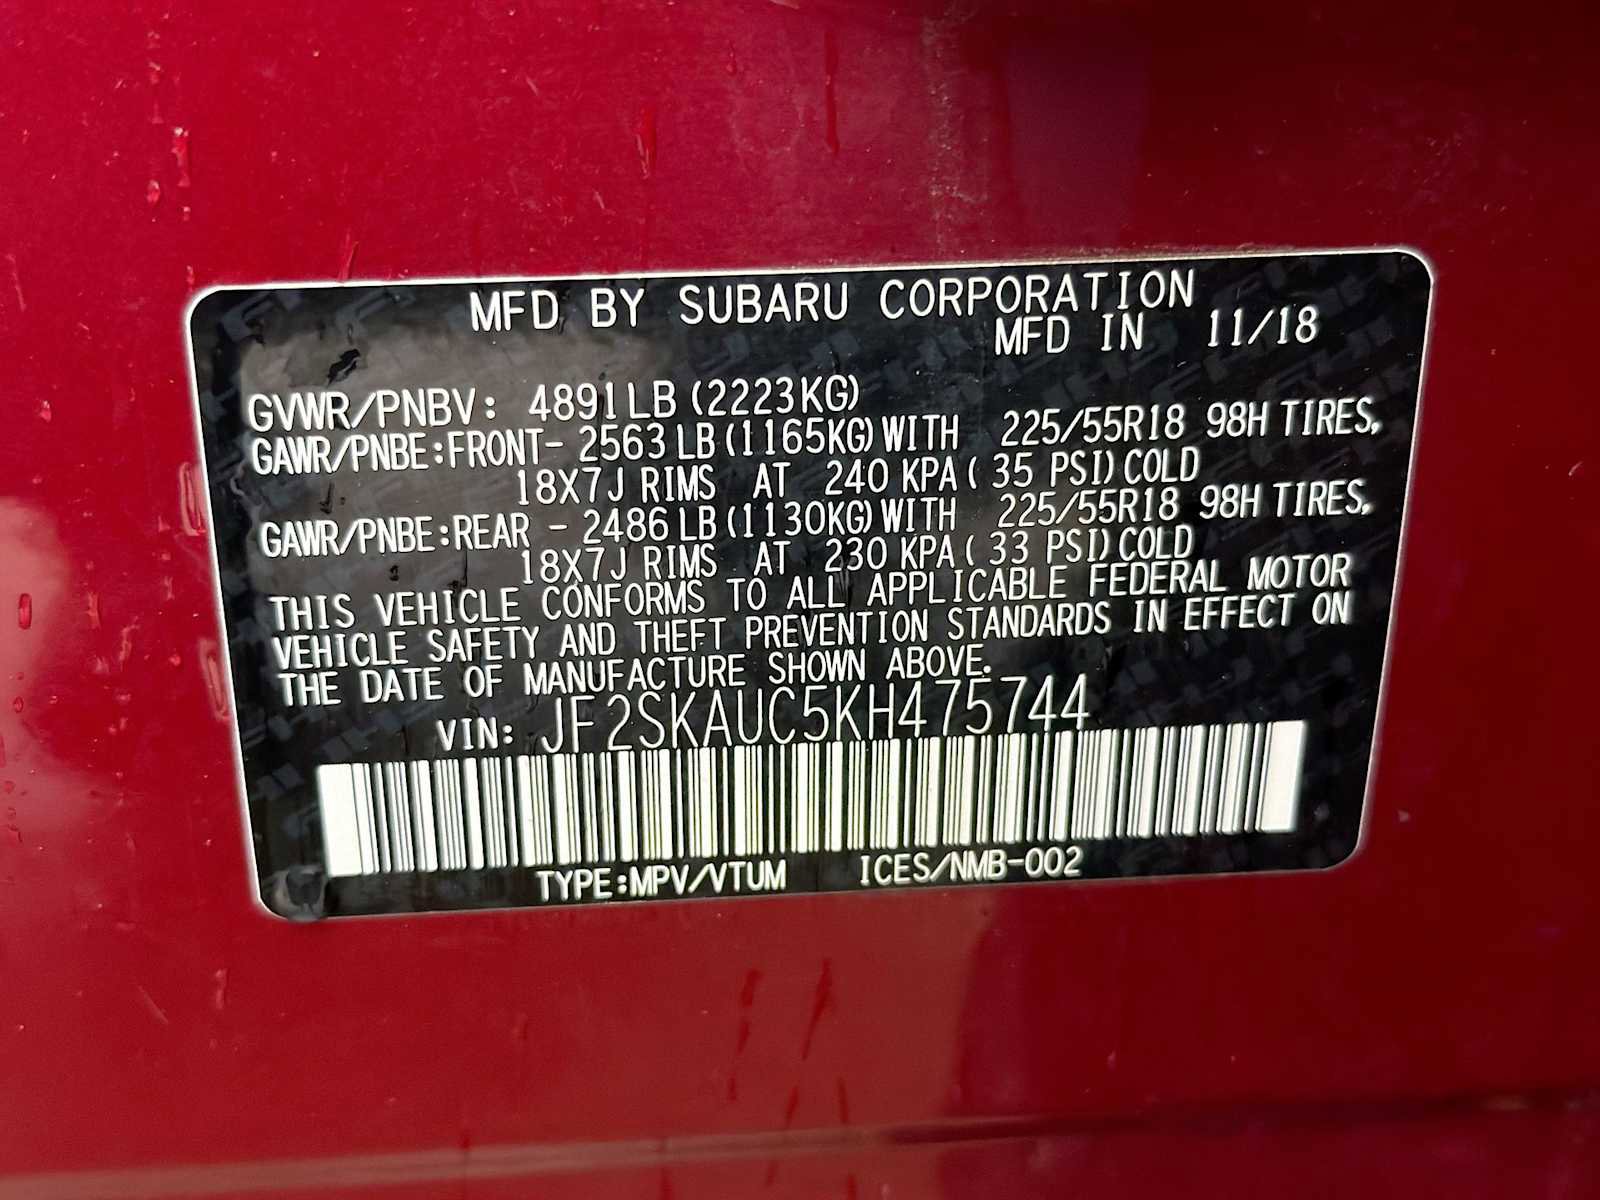 MFD BY SUBARU CORPORATION
MFD IN 11/18
GVWR/PNBV: 4891LB (2223KG)
GAWR/PNBE:FRONT- 2563 LB (1165KG) WITH 225/55R18 98H TIRES,
18X7J RIMS AT 240 KPA ( 35 PSI) COLD
GAWR/PNBE:REAR - 2486 LB (1130KG) WITH 225/55R18 98H TIRES,
18X7J RIMS AT 230 KPA ( 33 PSI) COLD
THIS VEHICLE CONFORMS TO ALL APPLICABLE FEDERAL MOTOR
VEHICLE SAFETY AND THEFT PREVENTION STANDARDS IN EFFECT ON
THE DATE OF MANUFACTURE SHOWN ABOVE.
VIN: JF2SKAUC5KH475744
TYPE:MPV/VTUM ICES/NMB-002